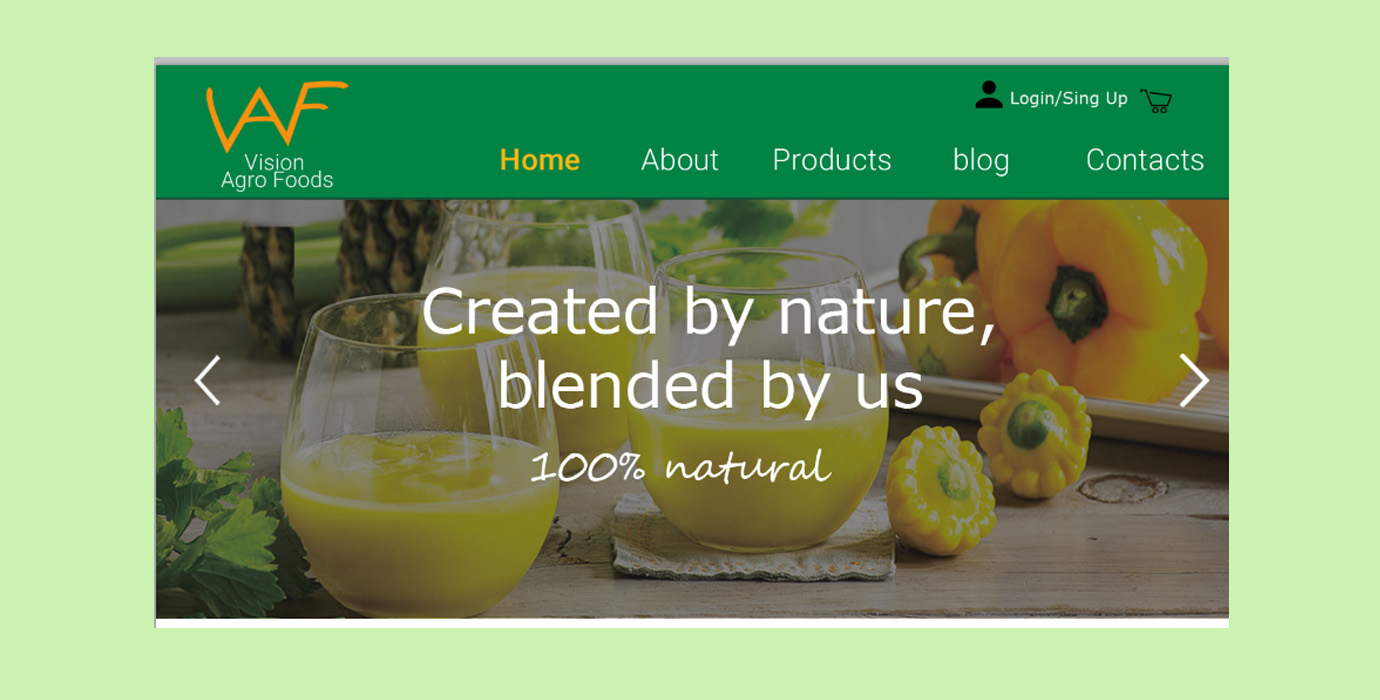 VAF
Vision
Agro Foods
Login/Sing Up
Home About Products blog Contacts
Created by nature,
blended by us
100% natural